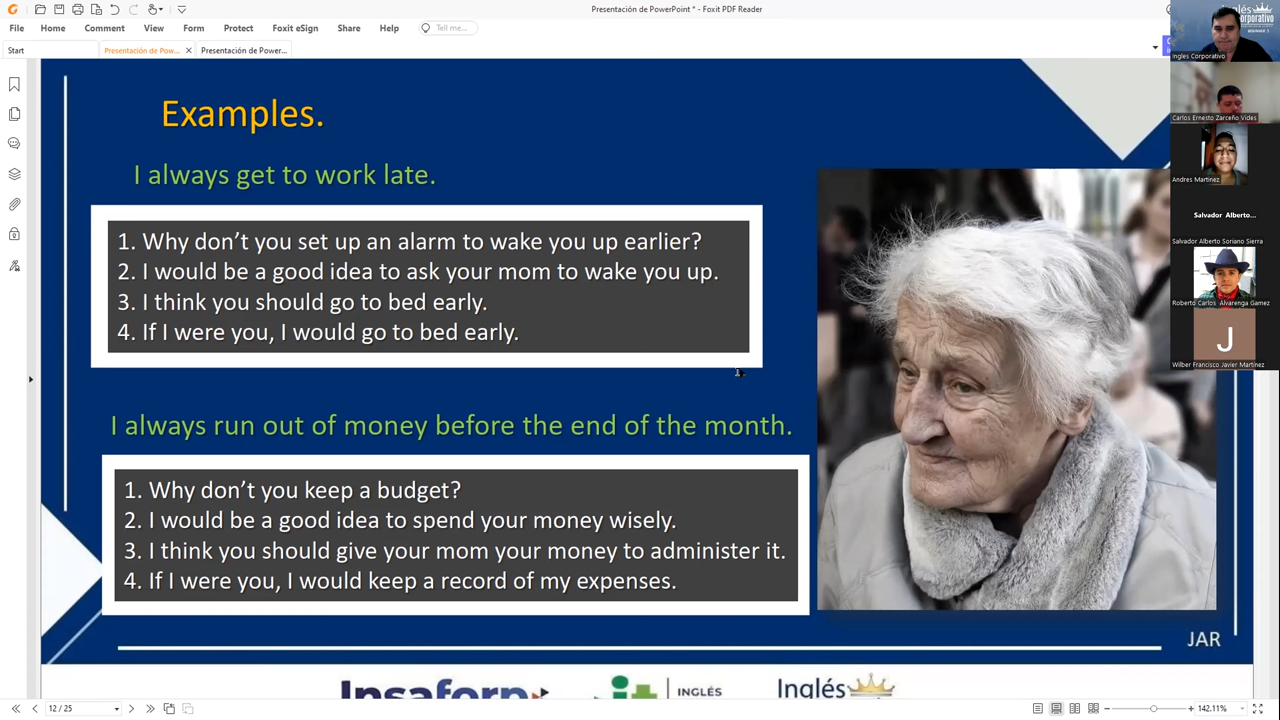 Presentación de PowerPoint * - Foxit PDF Reader
File Home Comment View Form Protect Foxit eSign Share Help Tell me...
Start Presentación de Pow... Presentación de Power...
Examples.
I always get to work late.
1. Why don't you set up an alarm to wake you up earlier?
2. I would be a good idea to ask your mom to wake you up.
3. I think you should go to bed early.
4. If I were you, I would go to bed early.
I always run out of money before the end of the month.
1. Why don't you keep a budget?
2. I would be a good idea to spend your money wisely.
3. I think you should give your mom your money to administer it.
4. If I were you, I would keep a record of my expenses.
JAR
Insaforp
INGLÉS
Inglés
12 / 25
142.11%
Inglés
Corporativo
Ingles Corporativo
Carlos Ernesto Zarceño Vides
Andres Martinez
Salvador Alberto...
Salvador Alberto Soriano Sierra
Roberto Carlos Alvarenga Gamez
J
Wilber Francisco Javier Martínez